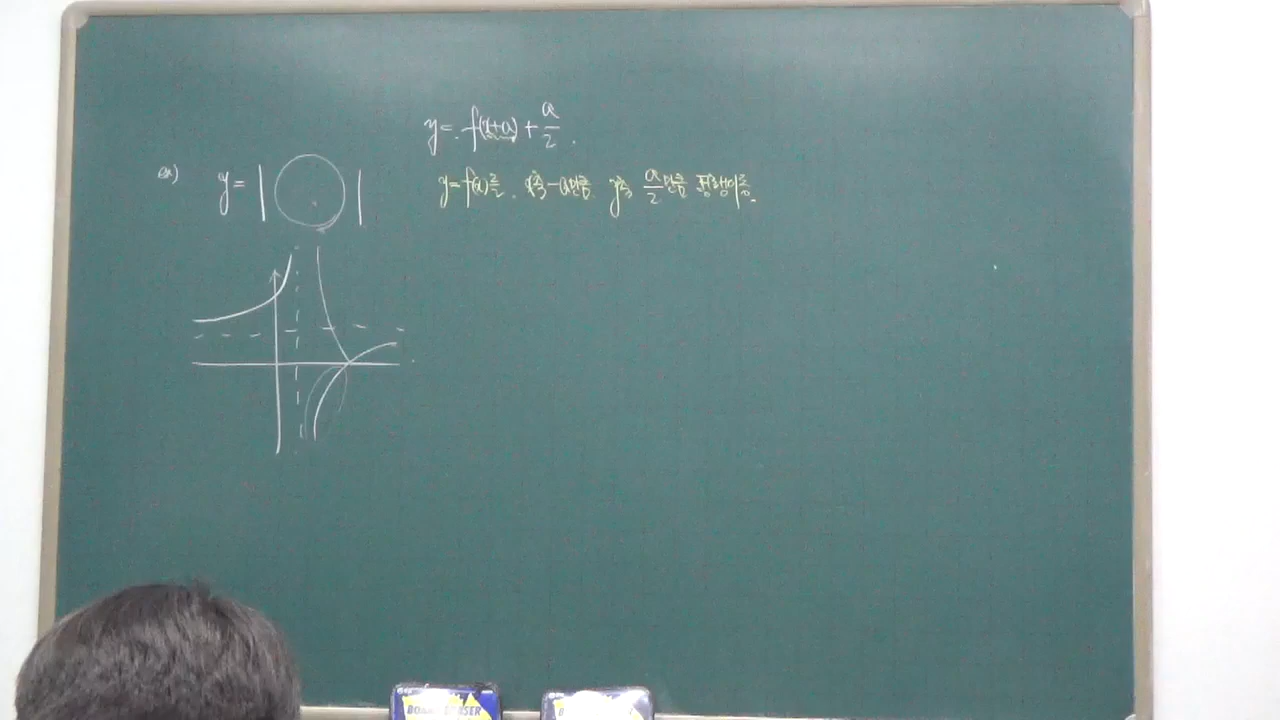 y = f(x+a) + a/2 .
ex) y = | ◯ |
y=f(x)를 . x축 -a만큼 y축 a/2 만큼 평행이동.
BOARD ERASER
BO